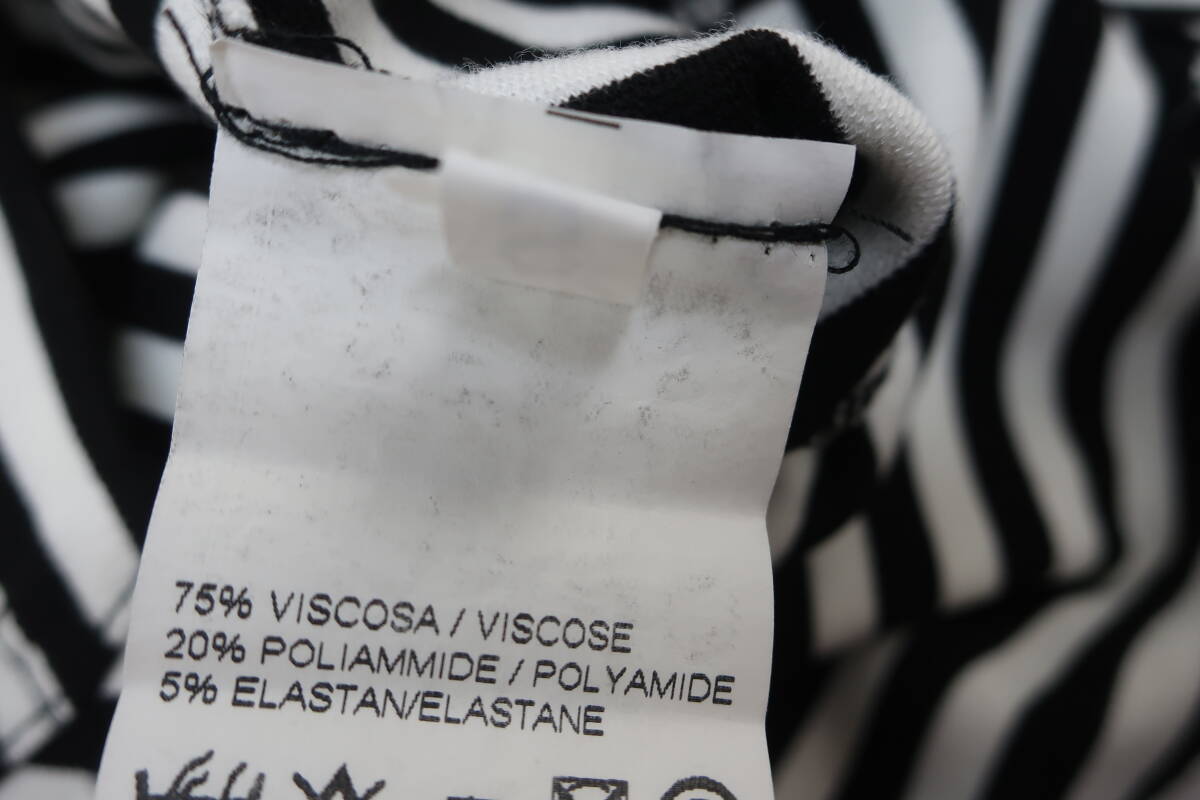 75% VISCOSA / VISCOSE
20% POLIAMMIDE / POLYAMIDE
5% ELASTAN/ELASTANE